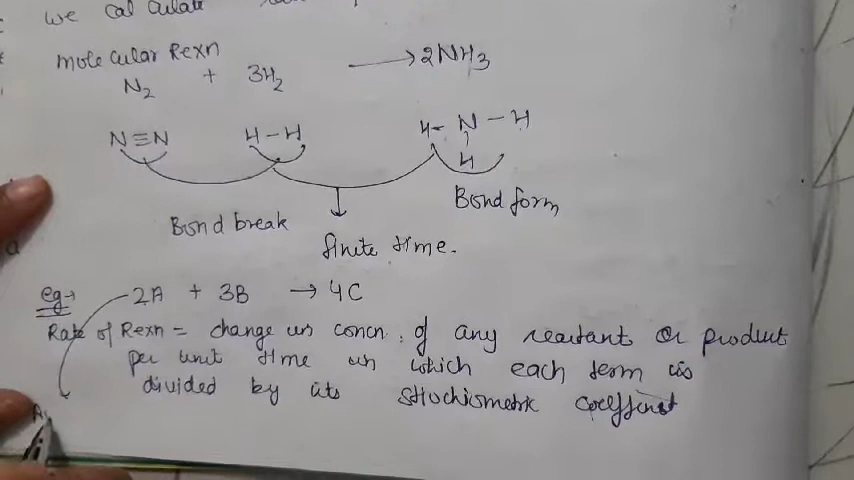 we calculate
molecular Rexn
N2 + 3H2 → 2NH3
N≡N H-H H-N-H
H
Bond break Bond form
finite time.
eg→ 2A + 3B → 4C
Rate of Rexn = change in concn. of any reactant or product
per unit time in which each term is
divided by its stiochiometric coefficient
A